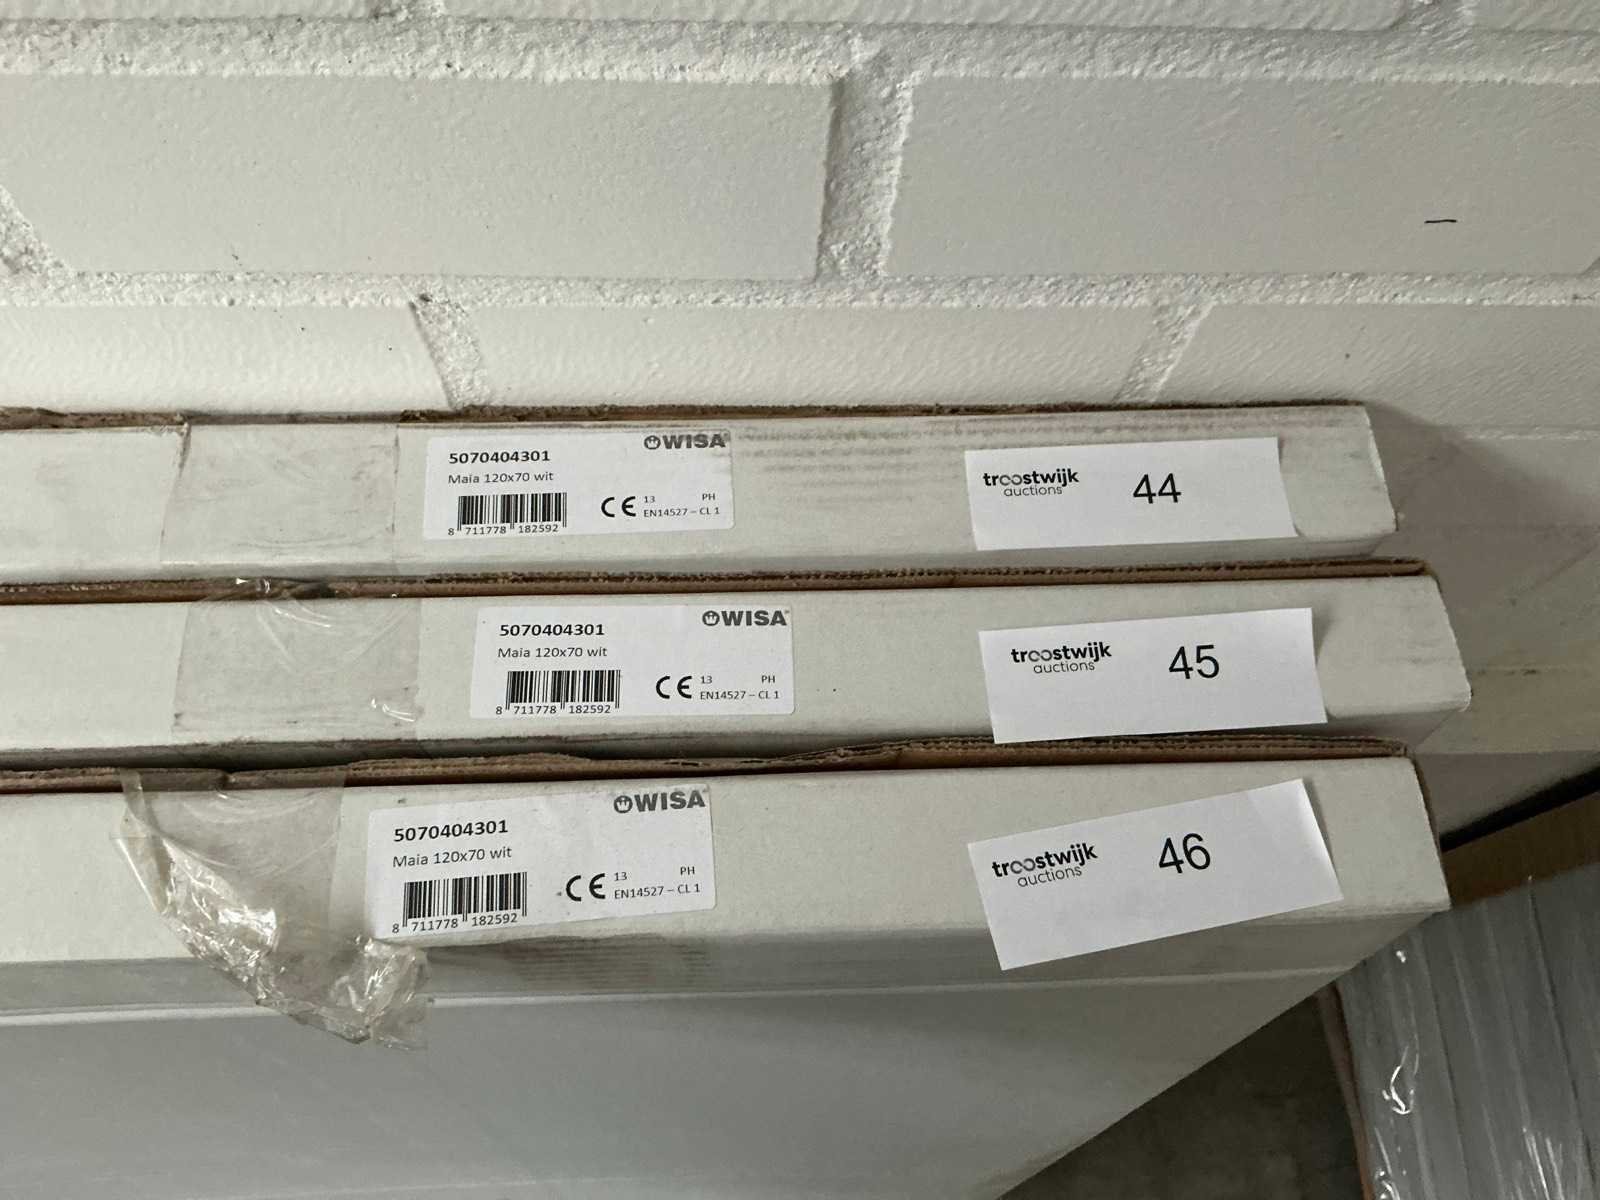 WISA
5070404301
Maia 120x70 wit
8 711778 182592
CE
13 PH
EN14527 – CL 1
troostwijk
auctions
44
WISA
5070404301
Maia 120x70 wit
8 711778 182592
CE
13 PH
EN14527 – CL 1
troostwijk
auctions
45
WISA
5070404301
Maia 120x70 wit
8 711778 182592
CE
13 PH
EN14527 – CL 1
troostwijk
auctions
46